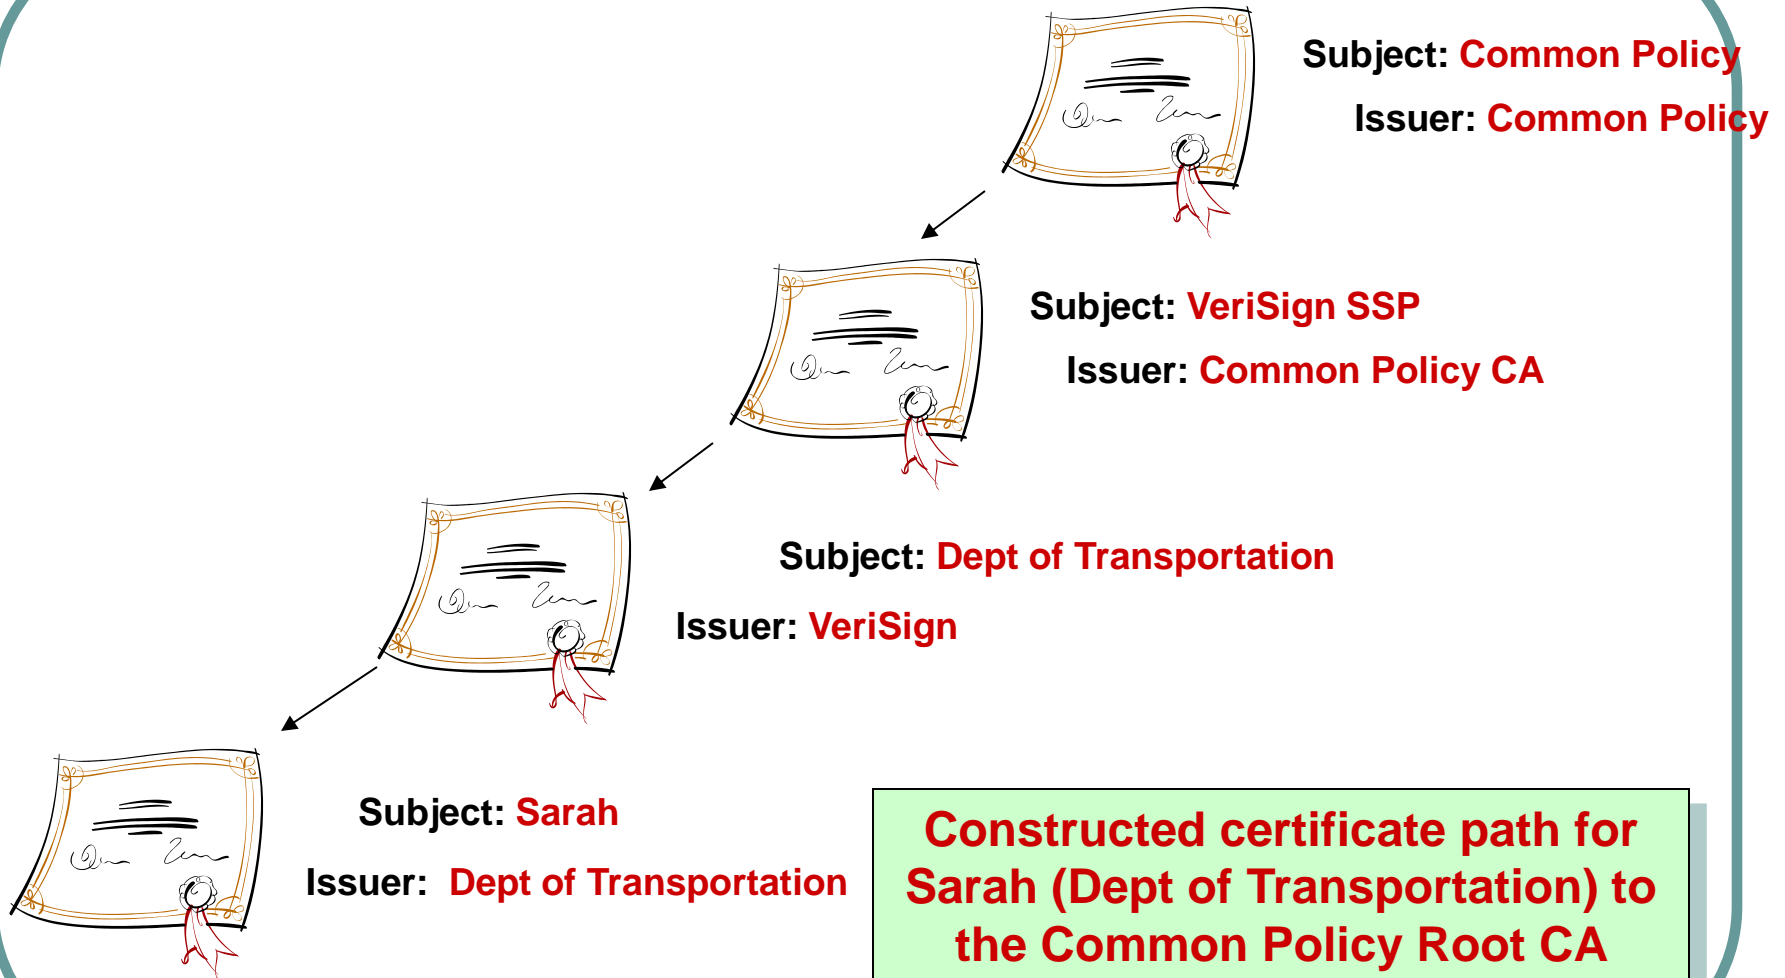 Subject: Common Policy
Issuer: Common Policy
Subject: VeriSign SSP
Issuer: Common Policy CA
Subject: Dept of Transportation
Issuer: VeriSign
Subject: Sarah
Issuer: Dept of Transportation
Constructed certificate path for
Sarah (Dept of Transportation) to
the Common Policy Root CA